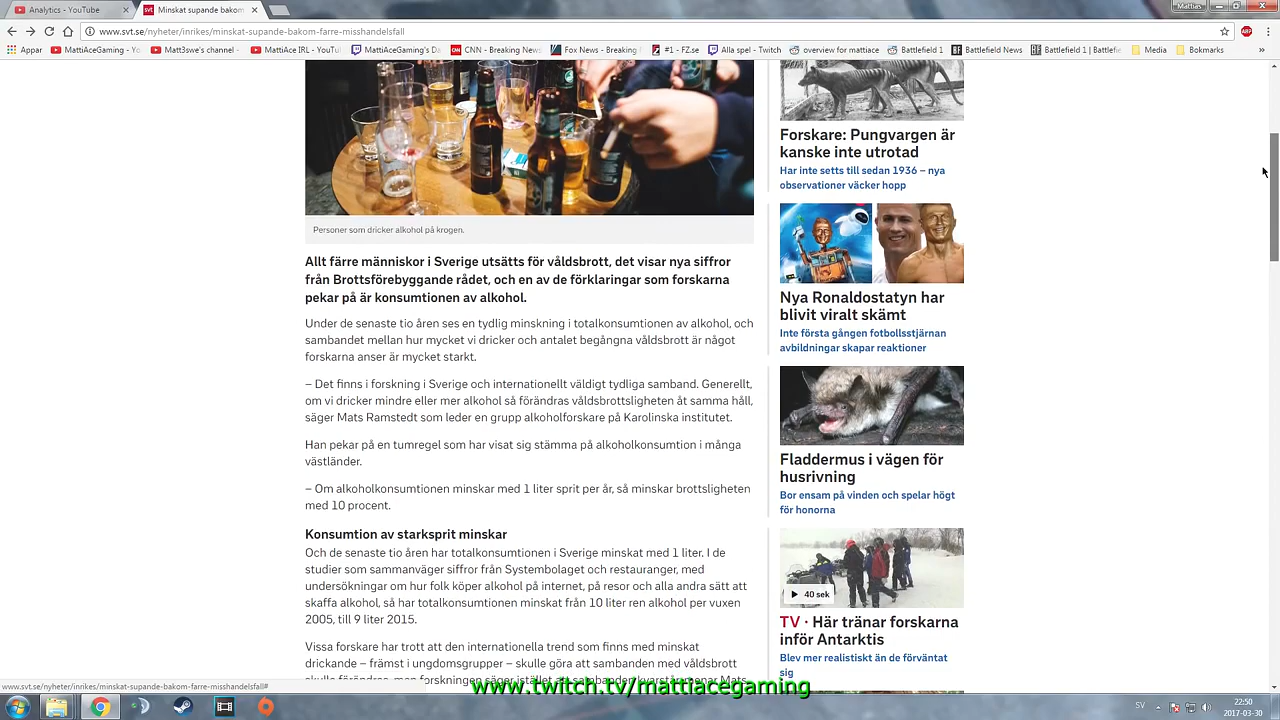 Analytics - YouTube
Minskat supande bakom
MattiAce
www.svt.se/nyheter/inrikes/minskat-supande-bakom-farre-misshandelsfall
Appar
MattiAceGaming - You
Matt3swe's channel -
MattiAce IRL - YouTu
MattiAceGaming's Da
CNN - Breaking News
Fox News - Breaking
#1 - FZ.se
Alla spel - Twitch
overview for mattiace
Battlefield 1
Battlefield News
Battlefield 1 | Battlefie
Media
Bokmärks
Personer som dricker alkohol på krogen.
Allt färre människor i Sverige utsätts för våldsbrott, det visar nya siffror
från Brottsförebyggande rådet, och en av de förklaringar som forskarna
pekar på är konsumtionen av alkohol.
Under de senaste tio åren ses en tydlig minskning i totalkonsumtionen av alkohol, och
sambandet mellan hur mycket vi dricker och antalet begångna våldsbrott är något
forskarna anser är mycket starkt.
– Det finns i forskning i Sverige och internationellt väldigt tydliga samband. Generellt,
om vi dricker mindre eller mer alkohol så förändras våldsbrottsligheten åt samma håll,
säger Mats Ramstedt som leder en grupp alkoholforskare på Karolinska institutet.
Han pekar på en tumregel som har visat sig stämma på alkoholkonsumtion i många
västländer.
– Om alkoholkonsumtionen minskar med 1 liter sprit per år, så minskar brottsligheten
med 10 procent.
Konsumtion av starksprit minskar
Och de senaste tio åren har totalkonsumtionen i Sverige minskat med 1 liter. I de
studier som sammanväger siffror från Systembolaget och restauranger, med
undersökningar om hur folk köper alkohol på internet, på resor och alla andra sätt att
skaffa alkohol, så har totalkonsumtionen minskat från 10 liter ren alkohol per vuxen
2005, till 9 liter 2015.
Vissa forskare har trott att den internationella trend som finns med minskat
drickande – främst i ungdomsgrupper – skulle göra att sambanden med våldsbrott
skulle förändras, men forskningen säger istället att sambanden kvarstår, menar Mats
Forskare: Pungvargen är
kanske inte utrotad
Har inte setts till sedan 1936 – nya
observationer väcker hopp
Nya Ronaldostatyn har
blivit viralt skämt
Inte första gången fotbollsstjärnan
avbildningar skapar reaktioner
Fladdermus i vägen för
husrivning
Bor ensam på vinden och spelar högt
för honorna
40 sek
TV · Här tränar forskarna
inför Antarktis
Blev mer realistiskt än de förväntat
sig
www.svt.se/nyheter/inrikes/minskat-supande-bakom-farre-misshandelsfall#
www.twitch.tv/mattiacegaming
SV
22:50
2017-03-30